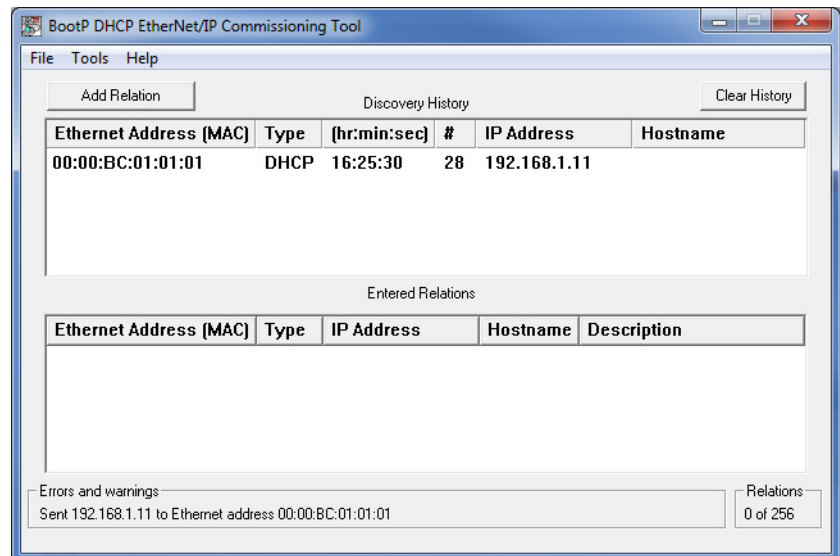 BootP DHCP EtherNet/IP Commissioning Tool
File Tools Help
Add Relation Discovery History Clear History
Ethernet Address (MAC) Type (hr:min:sec) # IP Address Hostname
00:00:BC:01:01:01 DHCP 16:25:30 28 192.168.1.11
Entered Relations
Ethernet Address (MAC) Type IP Address Hostname Description
Errors and warnings Relations
Sent 192.168.1.11 to Ethernet address 00:00:BC:01:01:01 0 of 256